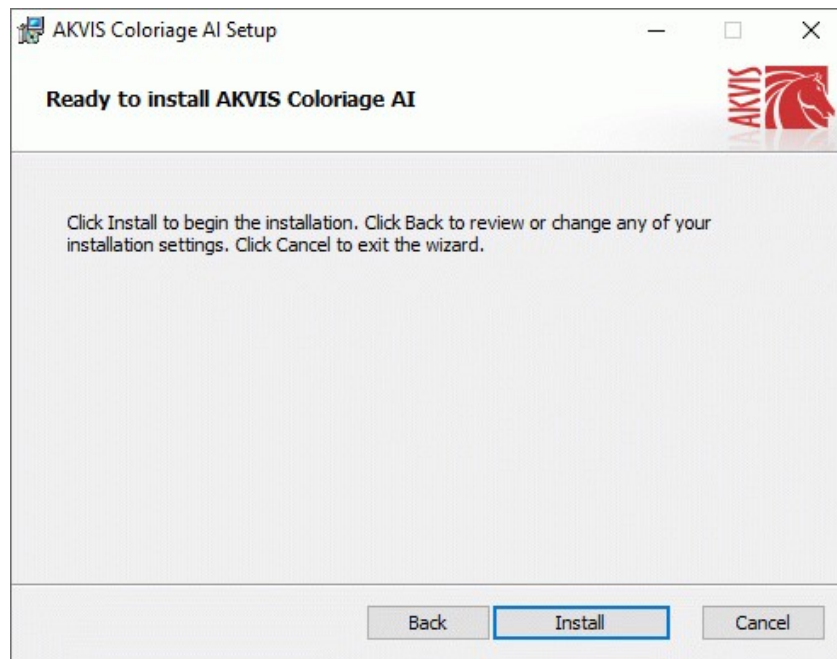 AKVIS Coloriage AI Setup
Ready to install AKVIS Coloriage AI
AKVIS
Click Install to begin the installation. Click Back to review or change any of your
installation settings. Click Cancel to exit the wizard.
Back Install Cancel